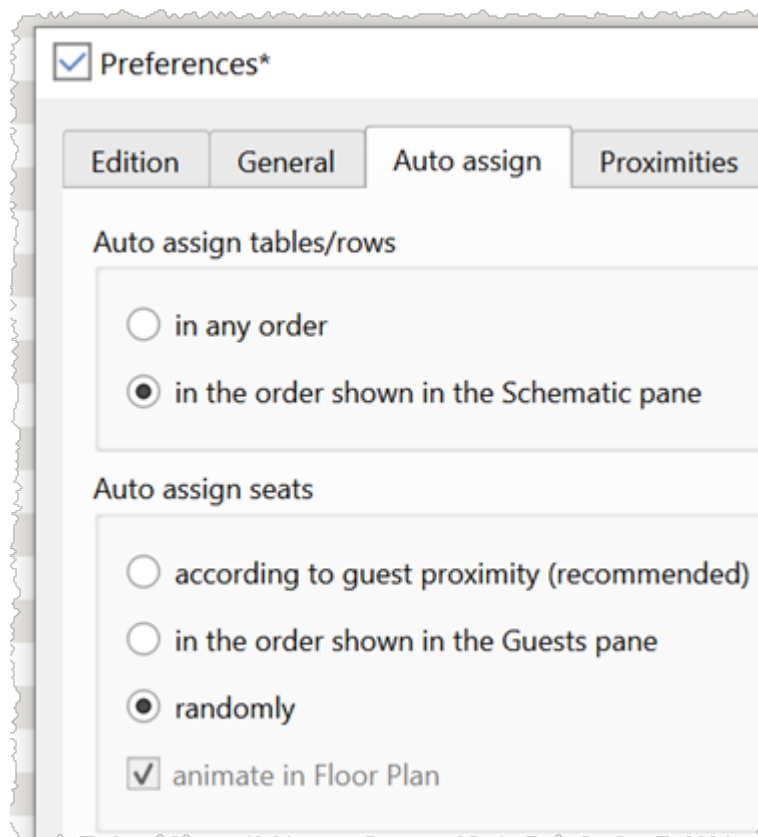 Preferences*
Edition General Auto assign Proximities
Auto assign tables/rows
in any order
in the order shown in the Schematic pane
Auto assign seats
according to guest proximity (recommended)
in the order shown in the Guests pane
randomly
animate in Floor Plan